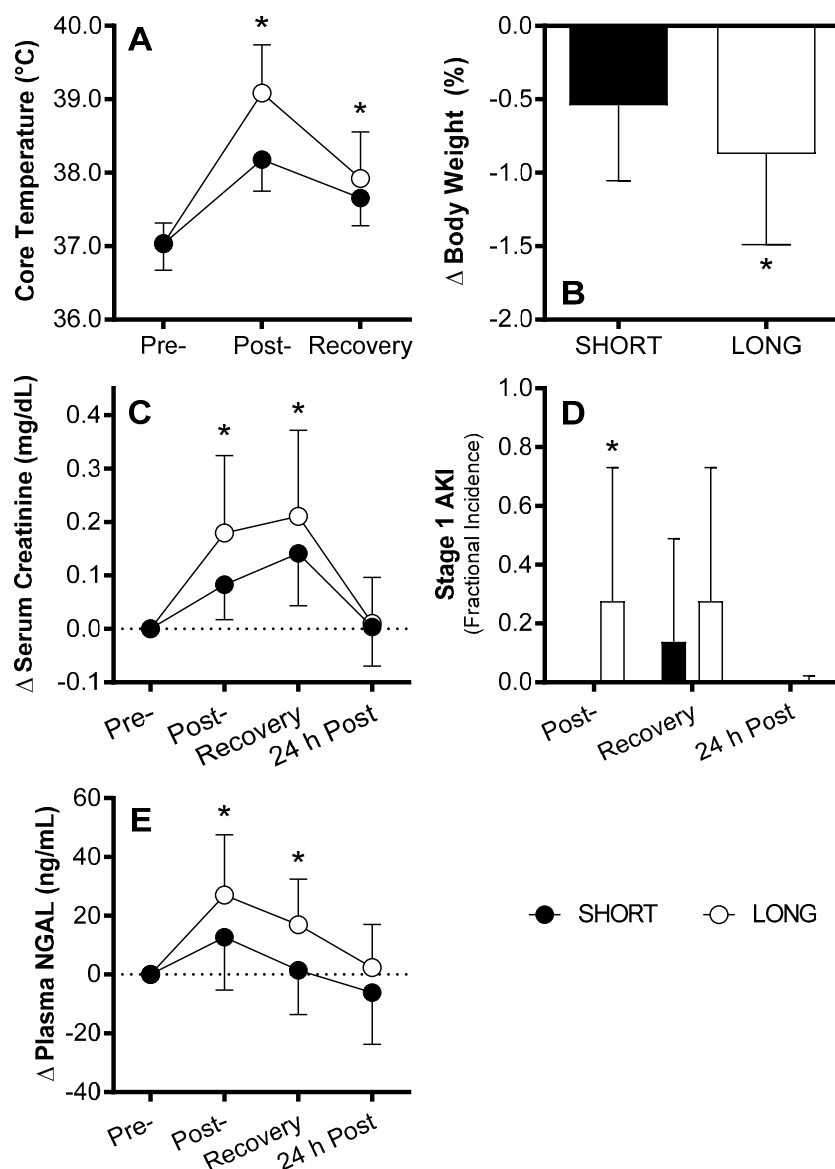 A
Core Temperature (°C)
40.0
39.0
38.0
37.0
36.0
*
*
Pre-
Post-
Recovery
B
Δ Body Weight (%)
0.0
-0.5
-1.0
-1.5
-2.0
*
SHORT
LONG
C
Δ Serum Creatinine (mg/dL)
0.4
0.3
0.2
0.1
0.0
-0.1
*
*
Pre-
Post-
Recovery
24 h Post
D
Stage 1 AKI
(Fractional Incidence)
1.0
0.8
0.6
0.4
0.2
0.0
*
Post-
Recovery
24 h Post
E
Δ Plasma NGAL (ng/mL)
60
40
20
0
-20
-40
*
*
Pre-
Post-
Recovery
24 h Post
SHORT
LONG